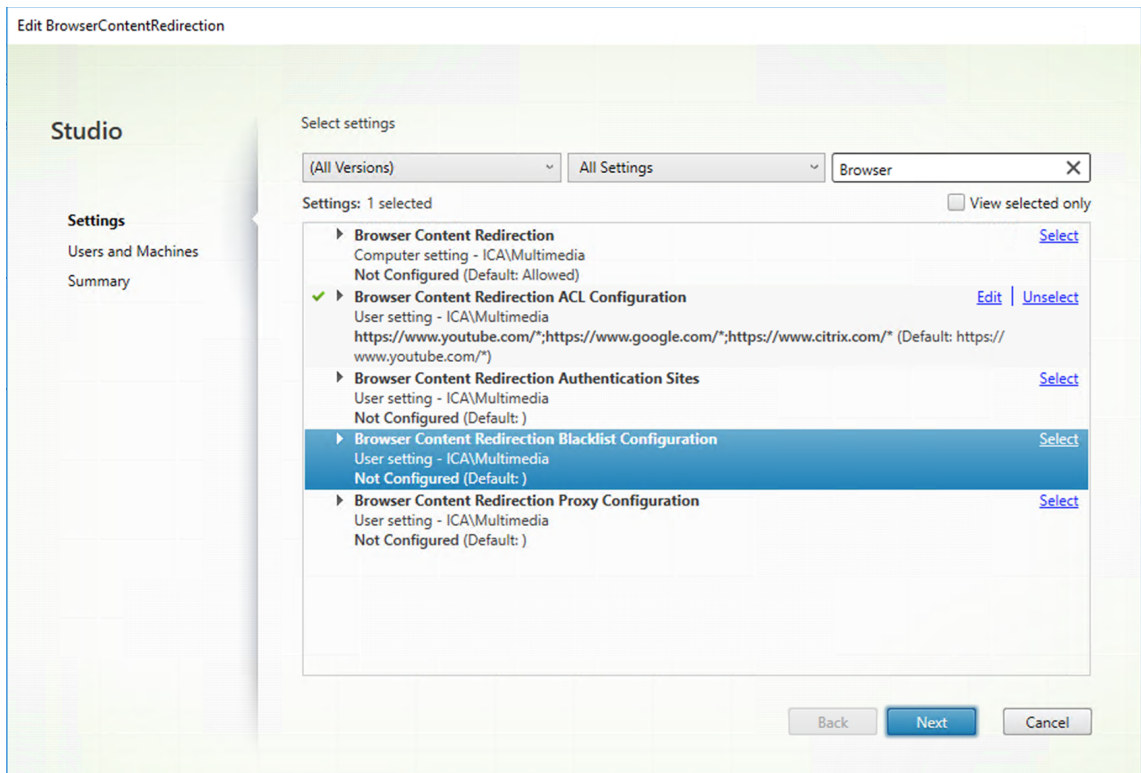 Edit BrowserContentRedirection
Studio
Settings
Users and Machines
Summary
Select settings
(All Versions)
All Settings
Browser
Settings: 1 selected
View selected only
Browser Content Redirection
Select
Computer setting - ICA\Multimedia
Not Configured (Default: Allowed)
Browser Content Redirection ACL Configuration
Edit | Unselect
User setting - ICA\Multimedia
https://www.youtube.com/*;https://www.google.com/*;https://www.citrix.com/* (Default: https://
www.youtube.com/*)
Browser Content Redirection Authentication Sites
Select
User setting - ICA\Multimedia
Not Configured (Default: )
Browser Content Redirection Blacklist Configuration
Select
User setting - ICA\Multimedia
Not Configured (Default: )
Browser Content Redirection Proxy Configuration
Select
User setting - ICA\Multimedia
Not Configured (Default: )
Back
Next
Cancel